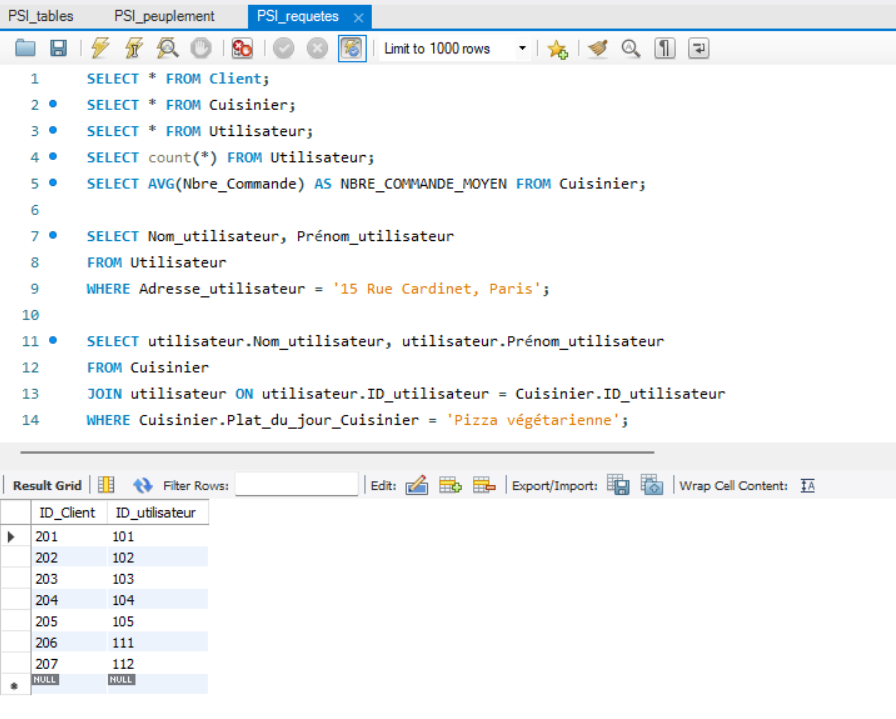 PSI_tables PSI_peuplement PSI_requetes
Limit to 1000 rows
1 SELECT * FROM Client;
2 SELECT * FROM Cuisinier;
3 SELECT * FROM Utilisateur;
4 SELECT count(*) FROM Utilisateur;
5 SELECT AVG(Nbre_Commande) AS NBRE_COMMANDE_MOYEN FROM Cuisinier;
6
7 SELECT Nom_utilisateur, Prénom_utilisateur
8 FROM Utilisateur
9 WHERE Adresse_utilisateur = '15 Rue Cardinet, Paris';
10
11 SELECT utilisateur.Nom_utilisateur, utilisateur.Prénom_utilisateur
12 FROM Cuisinier
13 JOIN utilisateur ON utilisateur.ID_utilisateur = Cuisinier.ID_utilisateur
14 WHERE Cuisinier.Plat_du_jour_Cuisinier = 'Pizza végétarienne';
Result Grid Filter Rows: Edit: Export/Import: Wrap Cell Content:
ID_Client ID_utilisateur
201 101
202 102
203 103
204 104
205 105
206 111
207 112
NULL NULL